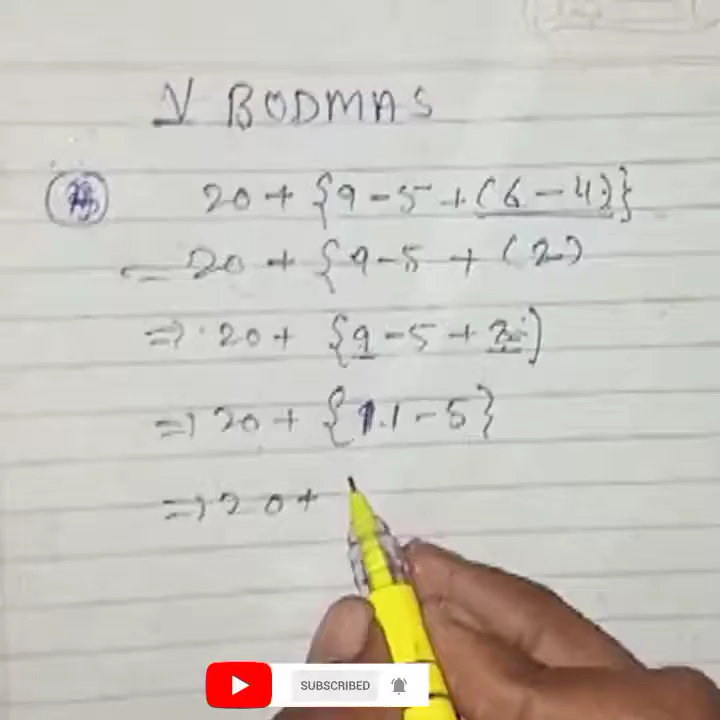 V BODMAS
20 + {9 - 5 + (6 - 4)}
= 20 + {9 - 5 + (2)
=> 20 + {9 - 5 + 2}
=> 20 + {11 - 5}
=> 20 +
SUBSCRIBED